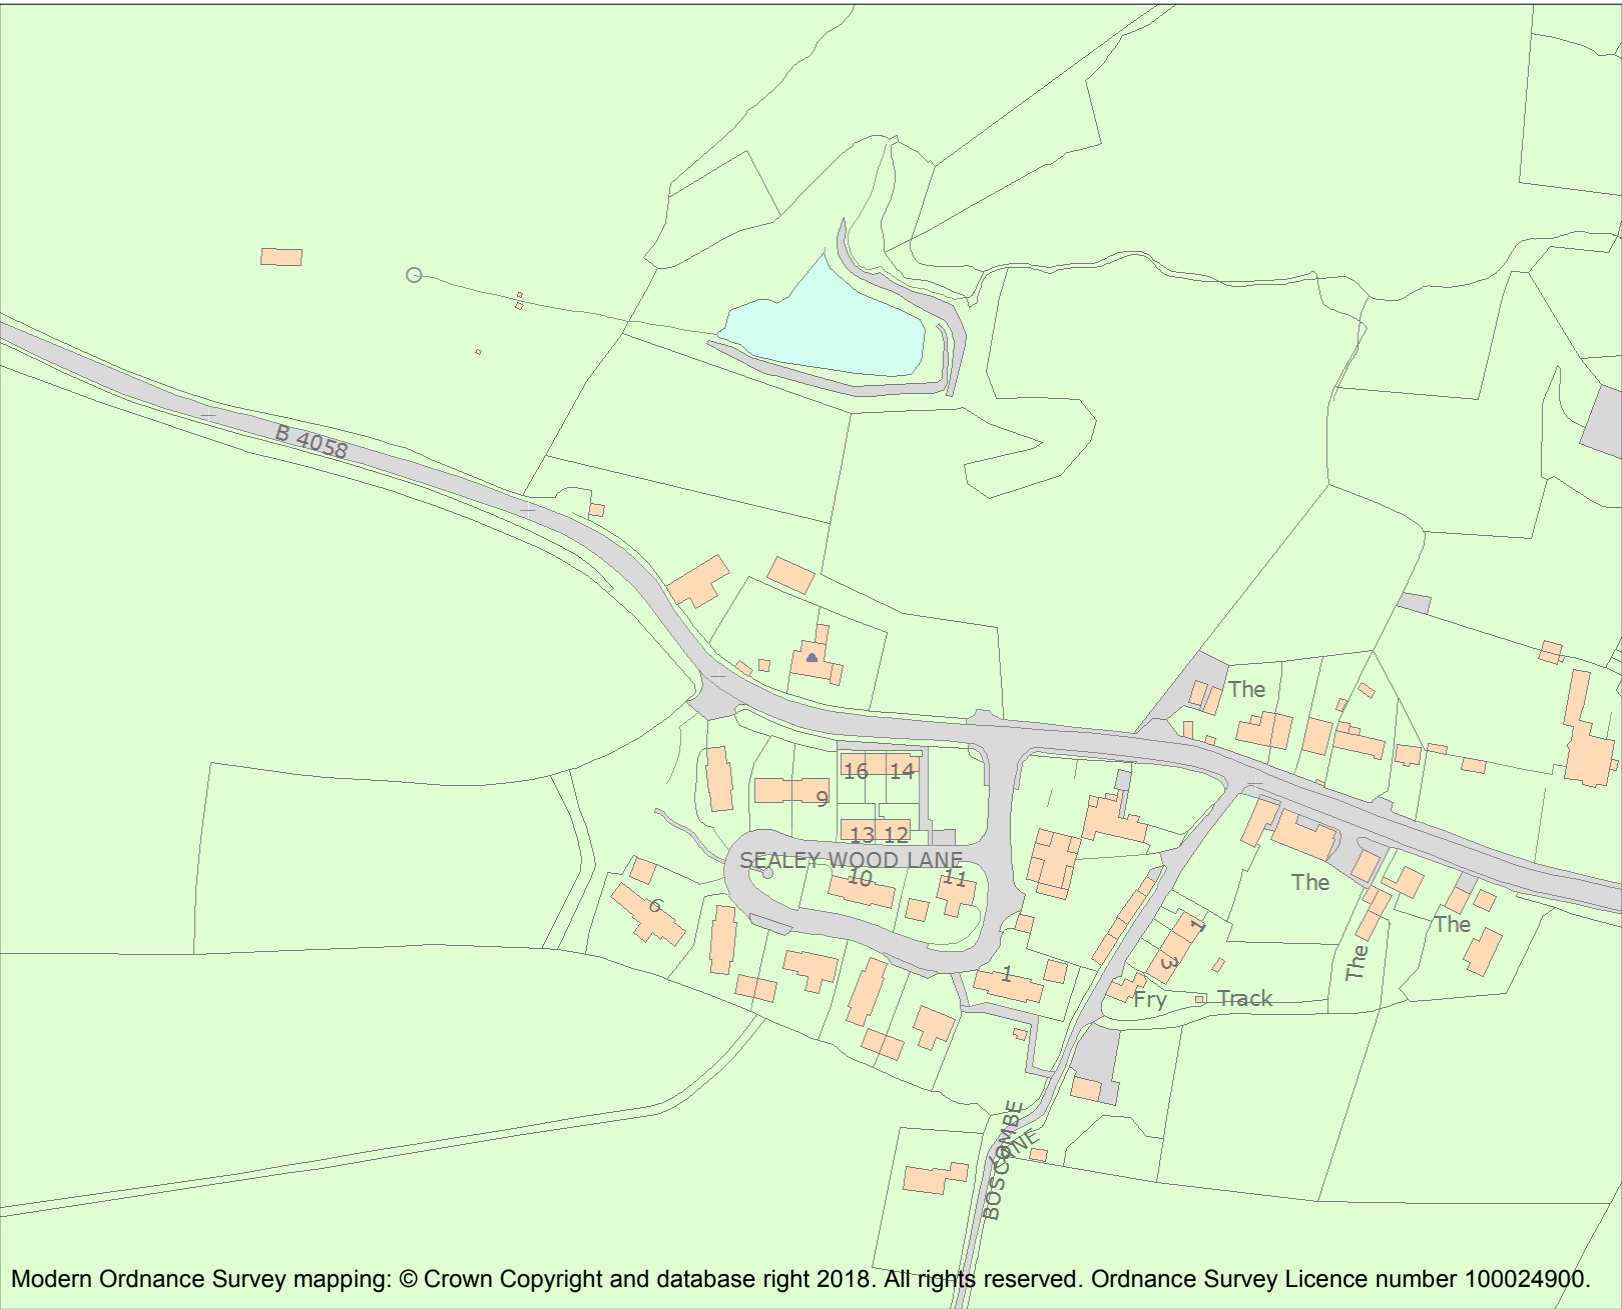 B 4058
The
16
14
9
13
12
SEALEY WOOD LANE
10
11
6
The
The
1
The
3
1
Fry
Track
BOSCOMBE
LANE
Modern Ordnance Survey mapping: © Crown Copyright and database right 2018. All rights reserved. Ordnance Survey Licence number 100024900.